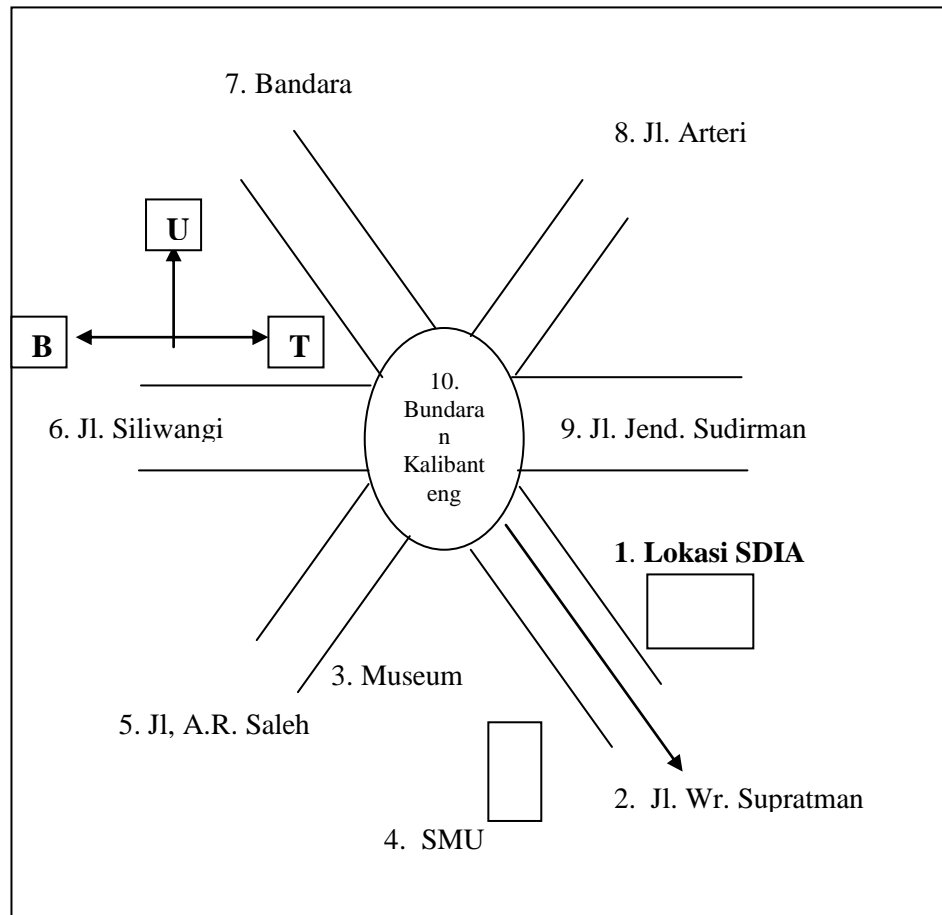 7. Bandara
8. Jl. Arteri
U
B
T
10.
Bundara
n
Kalibant
eng
6. Jl. Siliwangi
9. Jl. Jend. Sudirman
1. Lokasi SDIA
3. Museum
5. Jl, A.R. Saleh
2. Jl. Wr. Supratman
4. SMU